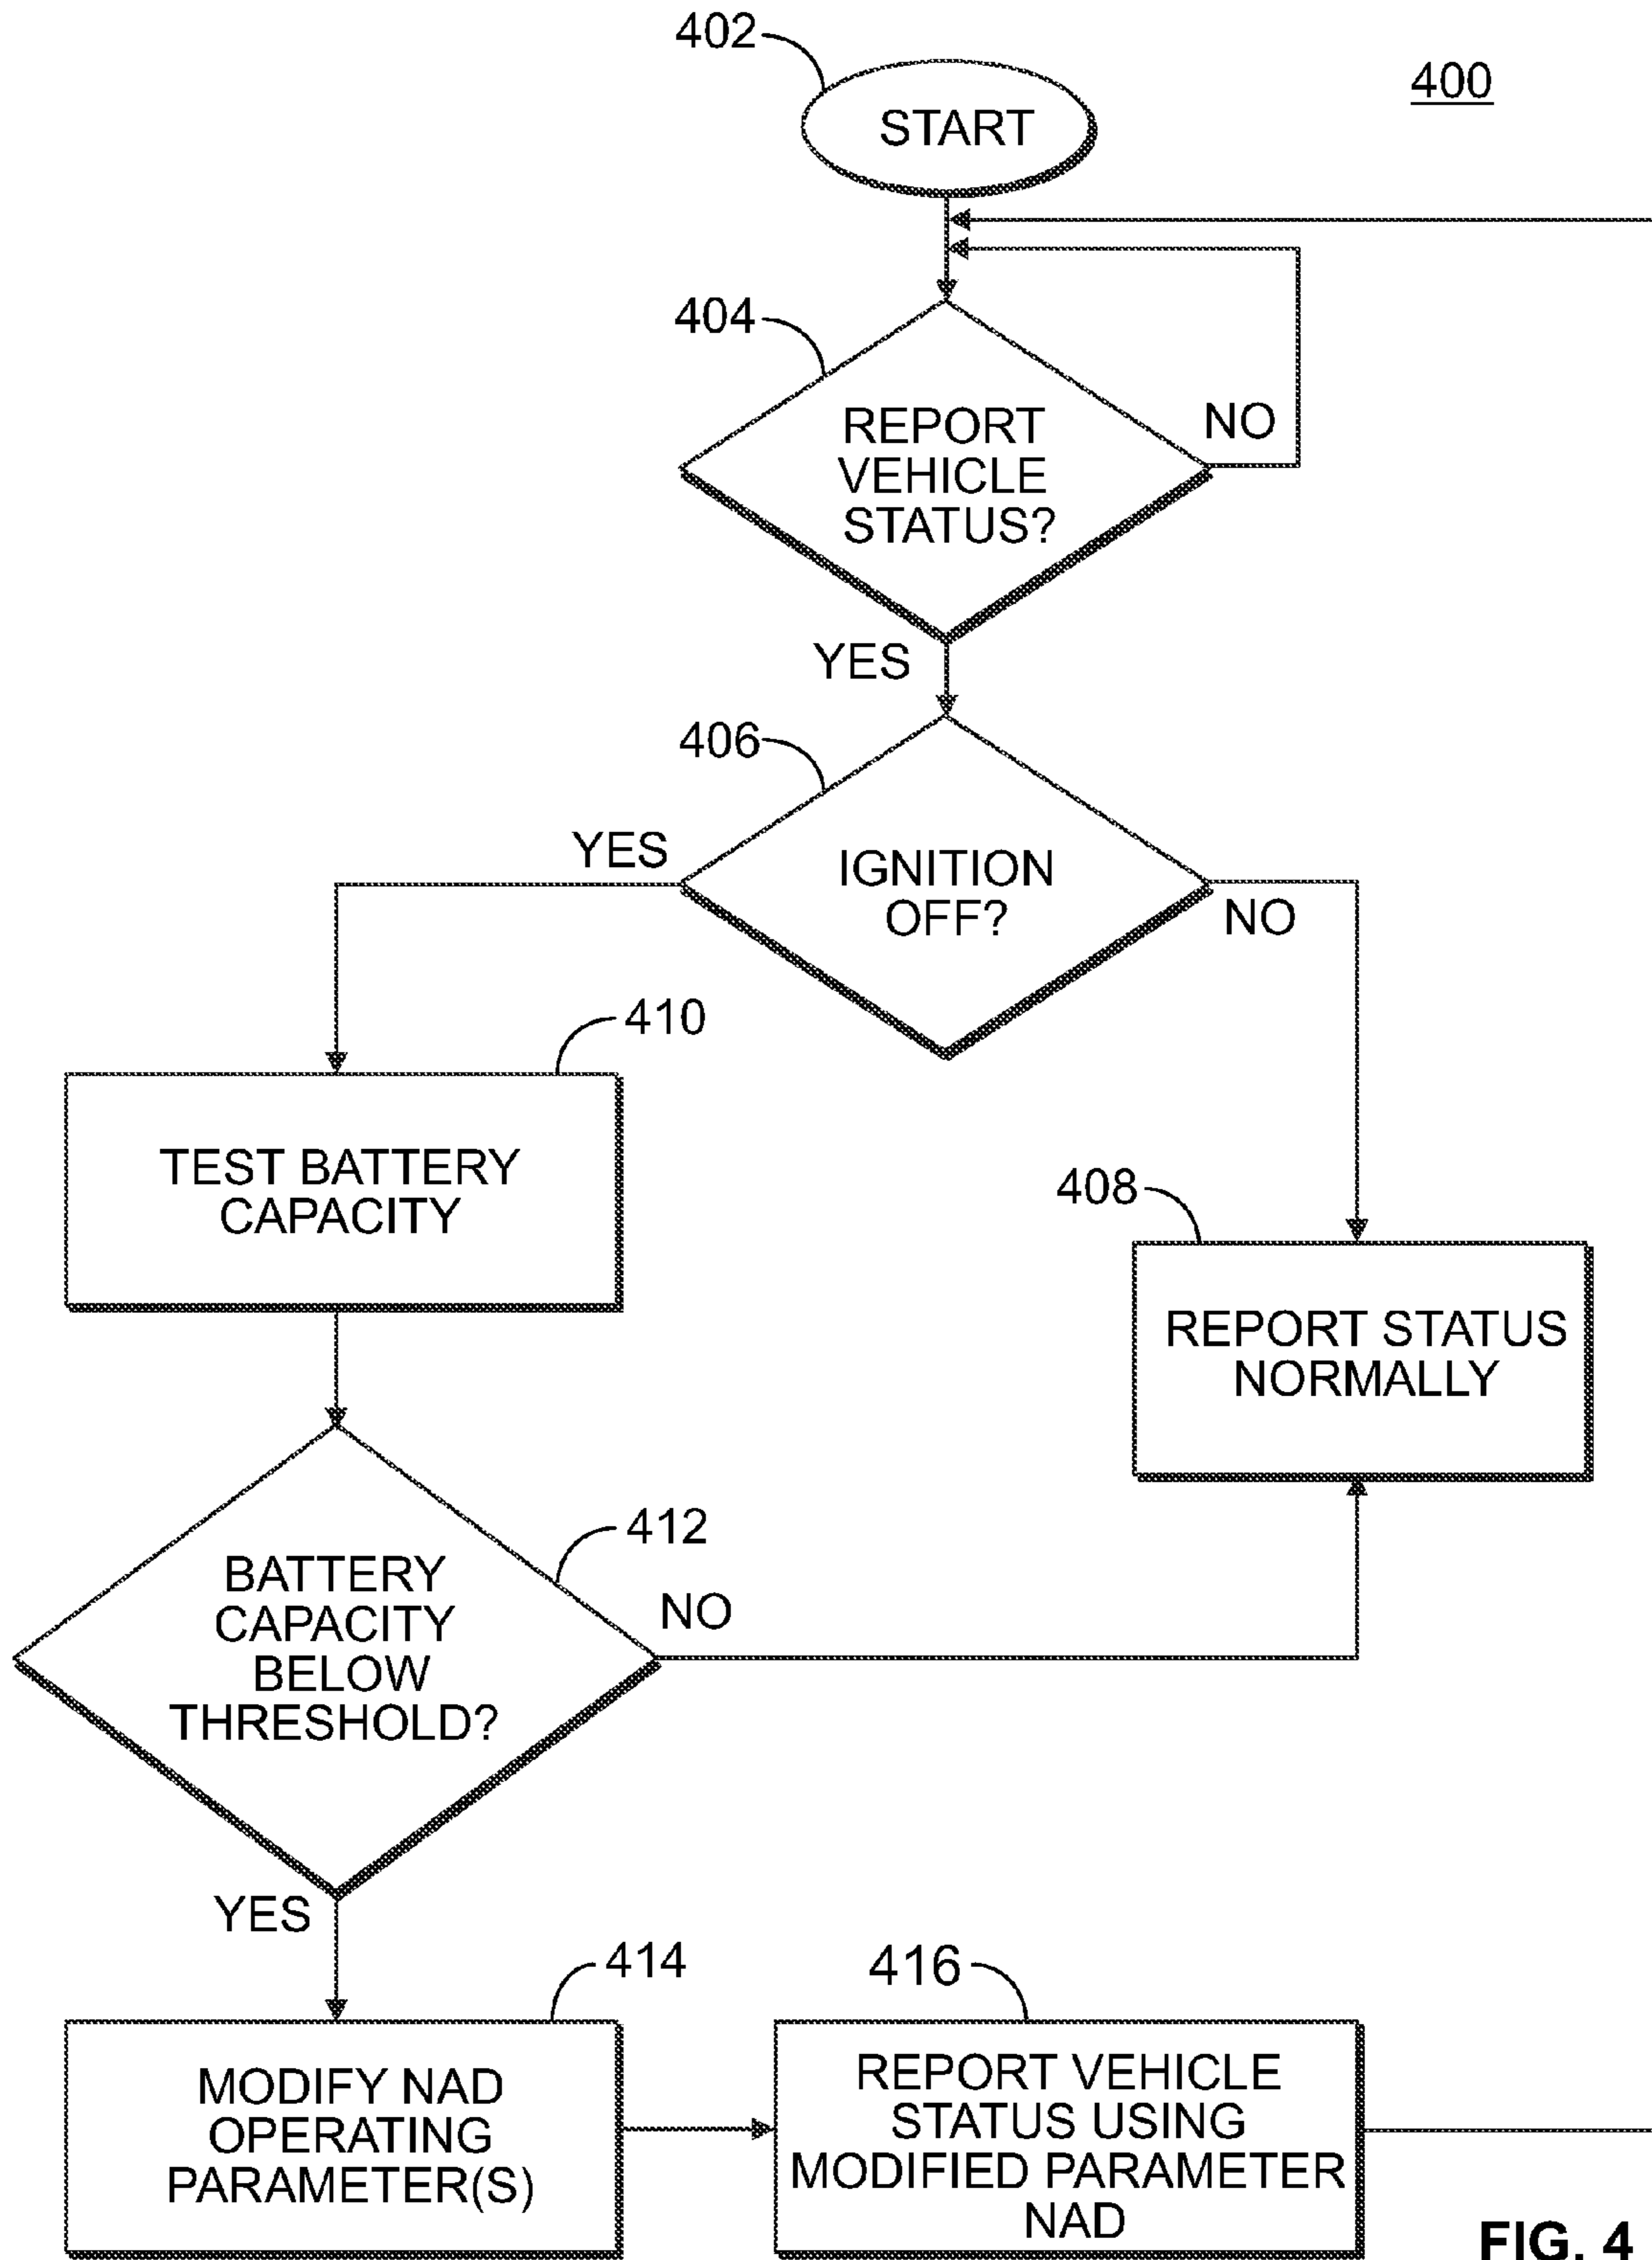 402
400
START
404
REPORT
VEHICLE
STATUS?
NO
YES
406
YES
IGNITION
OFF?
NO
410
TEST BATTERY
CAPACITY
408
REPORT STATUS
NORMALLY
412
BATTERY
CAPACITY
BELOW
THRESHOLD?
NO
YES
414
416
MODIFY NAD
OPERATING
PARAMETER(S)
REPORT VEHICLE
STATUS USING
MODIFIED PARAMETER
NAD
FIG. 4